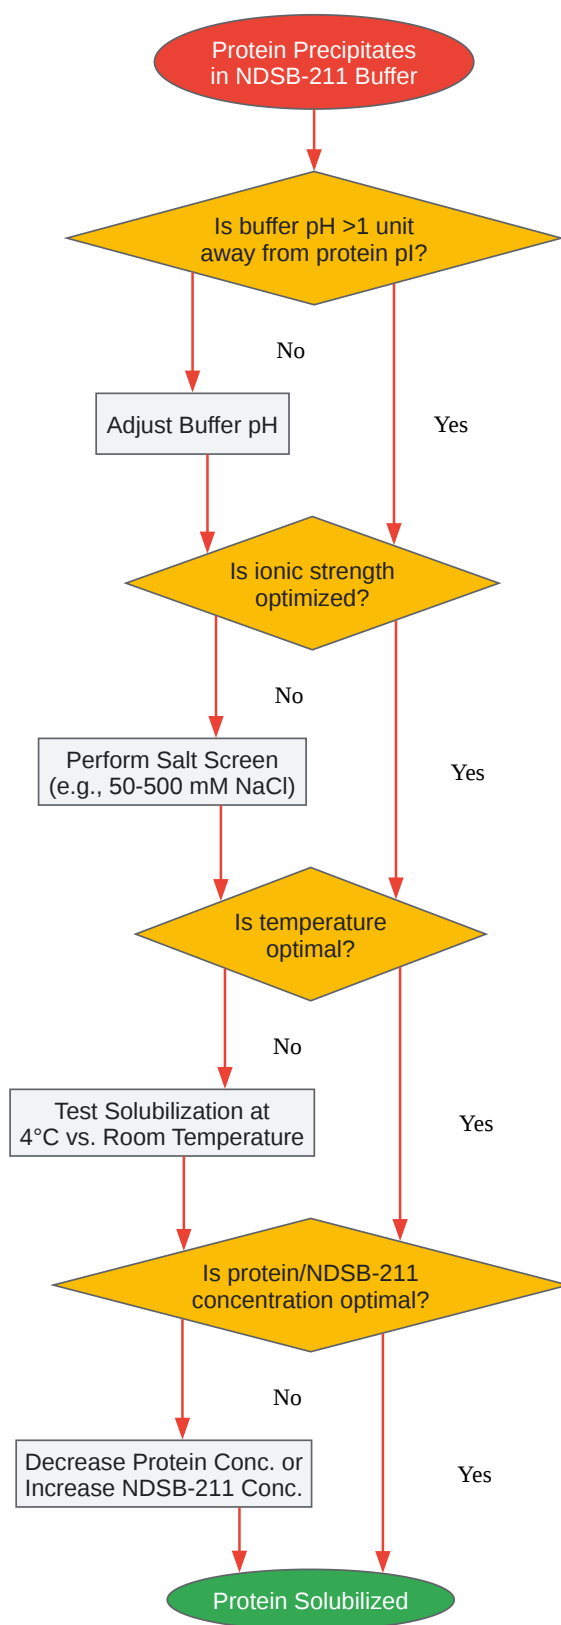 Protein Precipitates
in NDSB-211 Buffer
Is buffer pH >1 unit
away from protein pI?
No
Adjust Buffer pH
Yes
Is ionic strength
optimized?
No
Perform Salt Screen
(e.g., 50-500 mM NaCl)
Yes
Is temperature
optimal?
No
Test Solubilization at
4°C vs. Room Temperature
Yes
Is protein/NDSB-211
concentration optimal?
No
Decrease Protein Conc. or
Increase NDSB-211 Conc.
Yes
Protein Solubilized